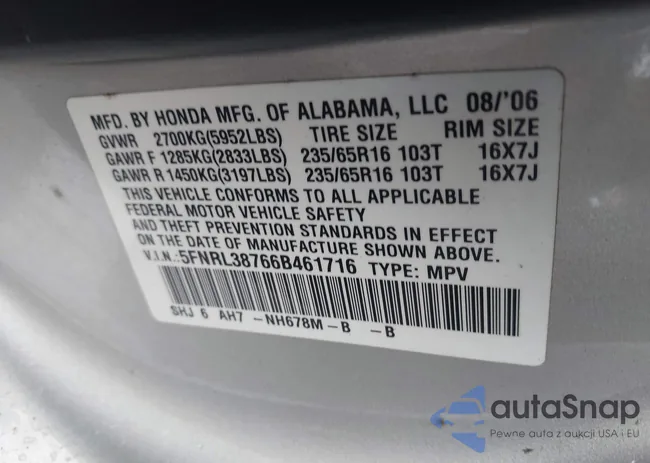 MFD. BY HONDA MFG. OF ALABAMA, LLC 08/'06
GVWR 2700KG(5952LBS) TIRE SIZE RIM SIZE
GAWR F 1285KG(2833LBS) 235/65R16 103T 16X7J
GAWR R 1450KG(3197LBS) 235/65R16 103T 16X7J
THIS VEHICLE CONFORMS TO ALL APPLICABLE
FEDERAL MOTOR VEHICLE SAFETY
AND THEFT PREVENTION STANDARDS IN EFFECT
ON THE DATE OF MANUFACTURE SHOWN ABOVE.
V.I.N.:5FNRL38766B461716 TYPE: MPV
SHJ 6 AH7 -NH678M-B -B
autaSnap
Pewne auta z aukcji USA i EU